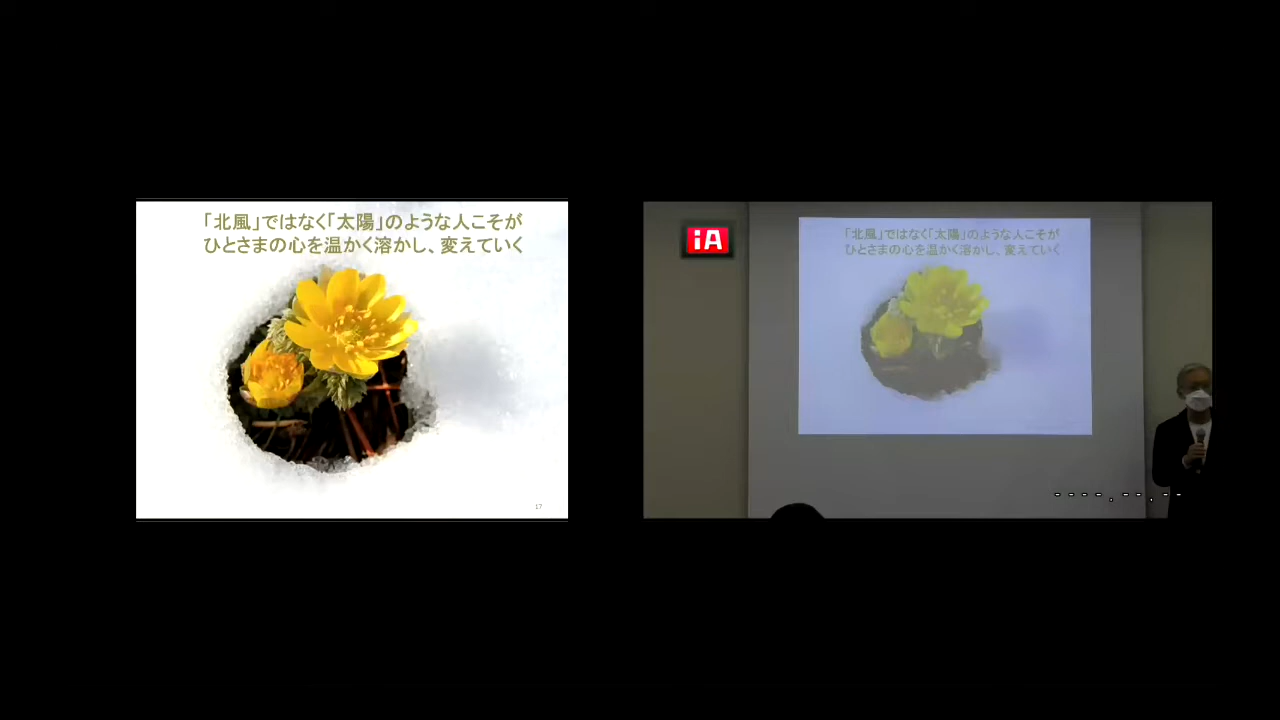 「北風」ではなく「太陽」のような人こそが
ひとさまの心を温かく溶かし、変えていく
17
iA
「北風」ではなく「太陽」のような人こそが
ひとさまの心を温かく溶かし、変えていく
----.--.--